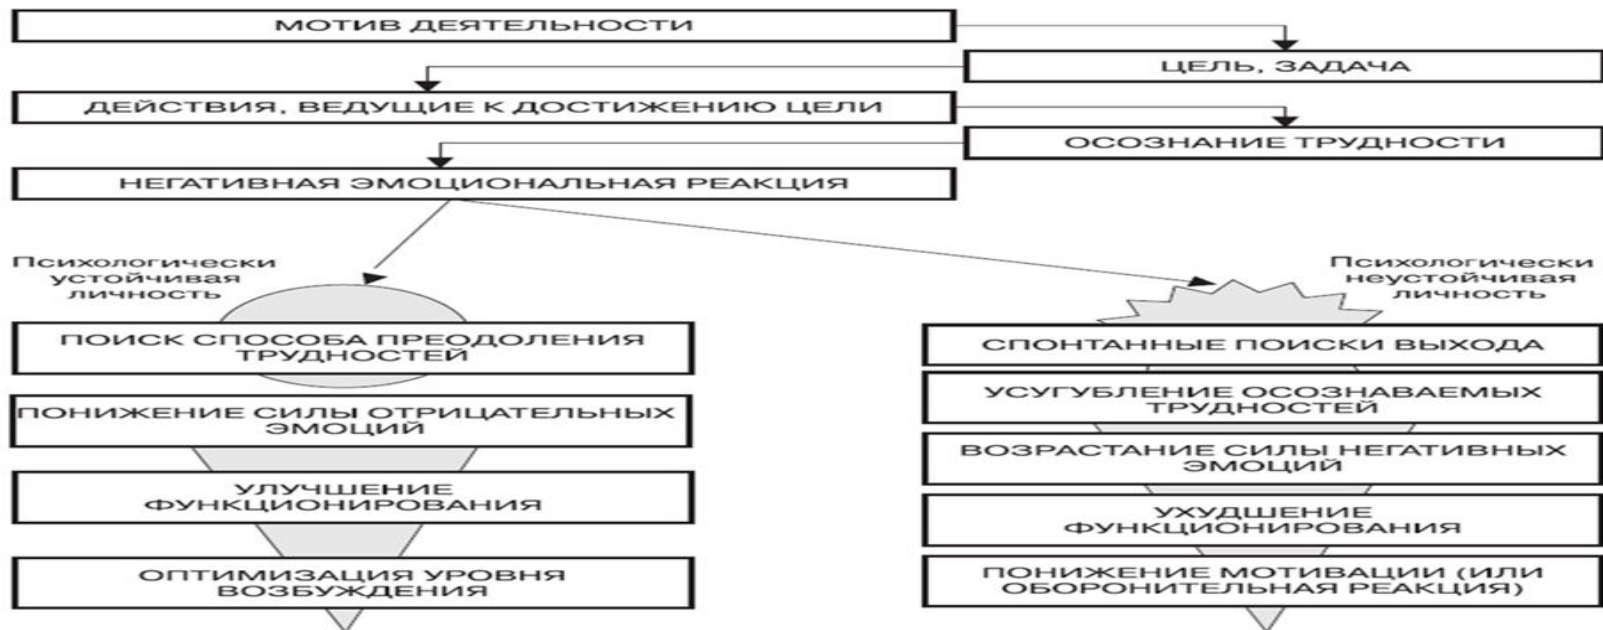 МОТИВ ДЕЯТЕЛЬНОСТИ
ЦЕЛЬ, ЗАДАЧА
ДЕЙСТВИЯ, ВЕДУЩИЕ К ДОСТИЖЕНИЮ ЦЕЛИ
ОСОЗНАНИЕ ТРУДНОСТИ
НЕГАТИВНАЯ ЭМОЦИОНАЛЬНАЯ РЕАКЦИЯ
Психологически
устойчивая
личность
ПОИСК СПОСОБА ПРЕОДОЛЕНИЯ
ТРУДНОСТЕЙ
ПОНИЖЕНИЕ СИЛЫ ОТРИЦАТЕЛЬНЫХ
ЭМОЦИЙ
УЛУЧШЕНИЕ
ФУНКЦИОНИРОВАНИЯ
ОПТИМИЗАЦИЯ УРОВНЯ
ВОЗБУЖДЕНИЯ
Психологически
неустойчивая
личность
СПОНТАННЫЕ ПОИСКИ ВЫХОДА
УСУГУБЛЕНИЕ ОСОЗНАВАЕМЫХ
ТРУДНОСТЕЙ
ВОЗРАСТАНИЕ СИЛЫ НЕГАТИВНЫХ
ЭМОЦИЙ
УХУДШЕНИЕ
ФУНКЦИОНИРОВАНИЯ
ПОНИЖЕНИЕ МОТИВАЦИИ (ИЛИ
ОБОРОНИТЕЛЬНАЯ РЕАКЦИЯ)